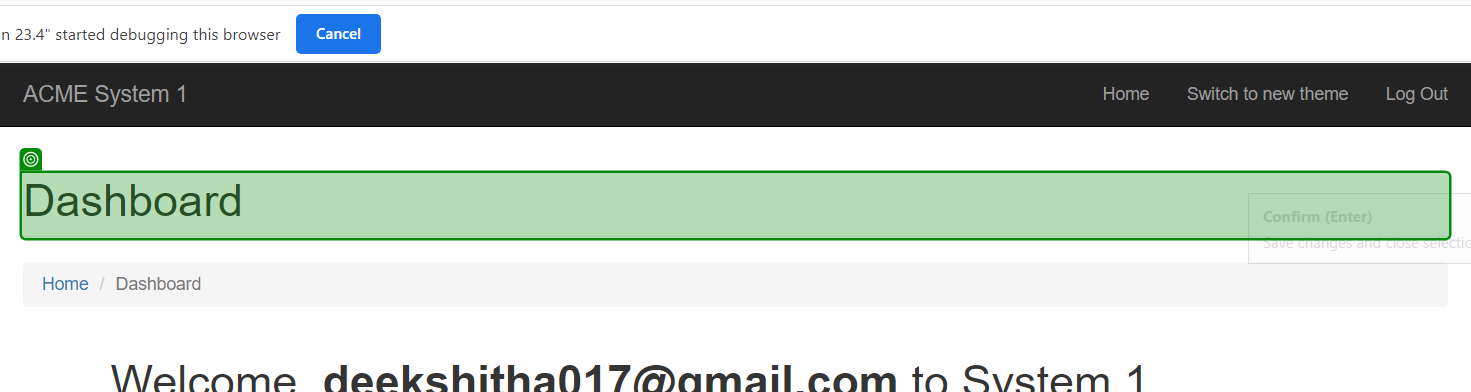 n 23.4" started debugging this browser Cancel
ACME System 1 Home Switch to new theme Log Out
Dashboard
Confirm (Enter)
Save changes and close selectio
Home / Dashboard
Welcome, deekshitha017@gmail.com to System 1